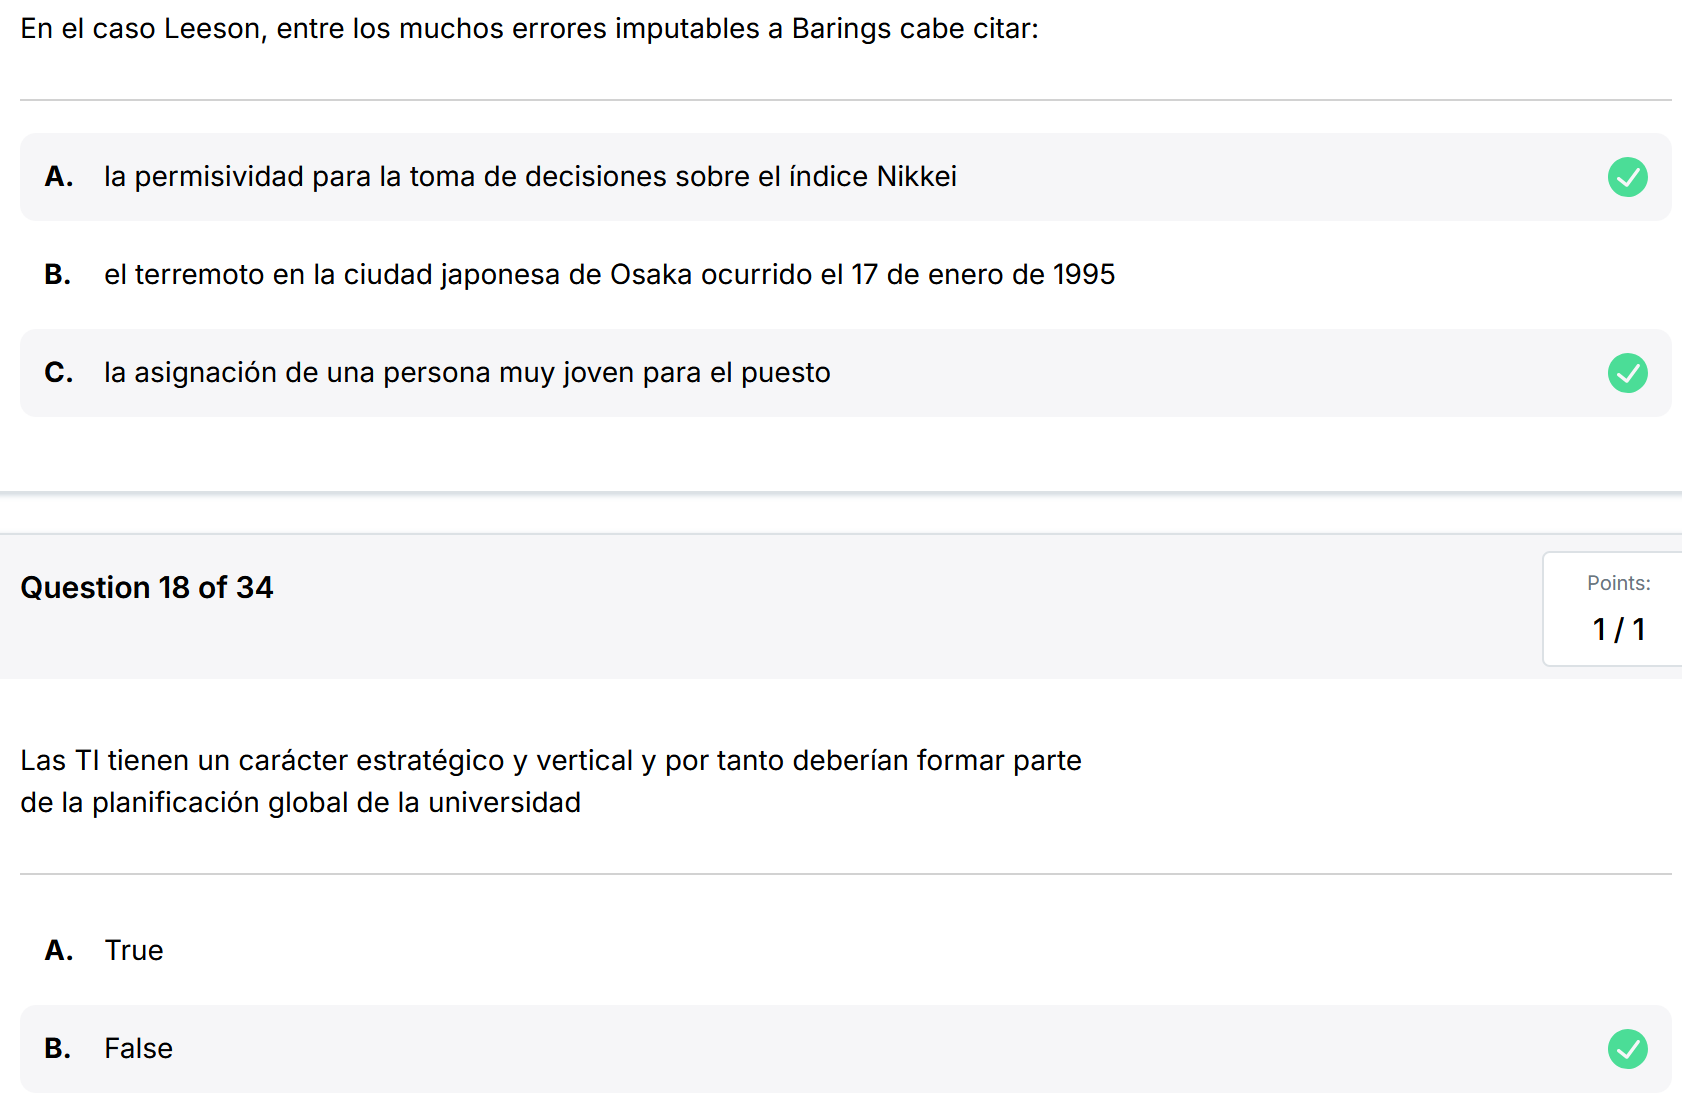 En el caso Leeson, entre los muchos errores imputables a Barings cabe citar:
A. la permisividad para la toma de decisiones sobre el índice Nikkei
B. el terremoto en la ciudad japonesa de Osaka ocurrido el 17 de enero de 1995
C. la asignación de una persona muy joven para el puesto
Question 18 of 34
Points:
1 / 1
Las TI tienen un carácter estratégico y vertical y por tanto deberían formar parte
de la planificación global de la universidad
A. True
B. False